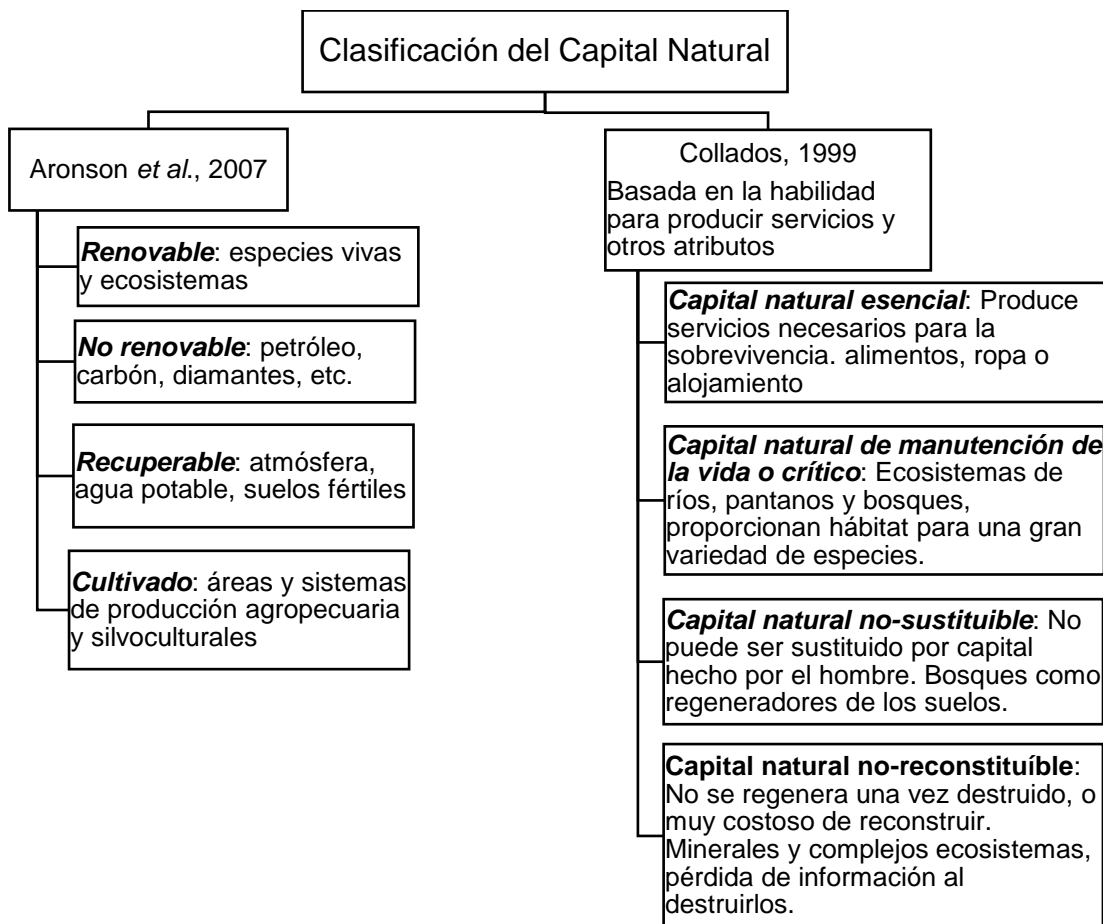 Clasificación del Capital Natural
Aronson et al., 2007
Renovable: especies vivas
y ecosistemas
No renovable: petróleo,
carbón, diamantes, etc.
Recuperable: atmósfera,
agua potable, suelos fértiles
Cultivado: áreas y sistemas
de producción agropecuaria
y silvoculturales
Collados, 1999
Basada en la habilidad
para producir servicios y
otros atributos
Capital natural esencial: Produce
servicios necesarios para la
sobrevivencia. alimentos, ropa o
alojamiento
Capital natural de manutención de
la vida o crítico: Ecosistemas de
ríos, pantanos y bosques,
proporcionan hábitat para una gran
variedad de especies.
Capital natural no-sustituible: No
puede ser sustituido por capital
hecho por el hombre. Bosques como
regeneradores de los suelos.
Capital natural no-reconstituíble:
No se regenera una vez destruido, o
muy costoso de reconstruir.
Minerales y complejos ecosistemas,
pérdida de información al
destruirlos.